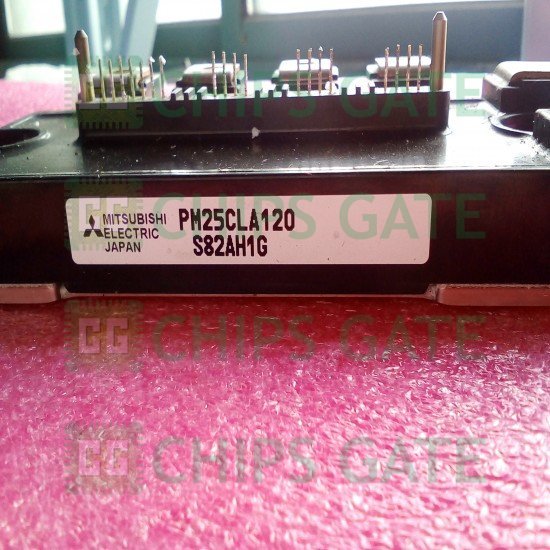 CHIPS GATE
CHIPS GATE
MITSUBISHI
ELECTRIC
JAPAN
PM25CLA120
S82AH1G
CHIPS GATE
CHIPS GATE